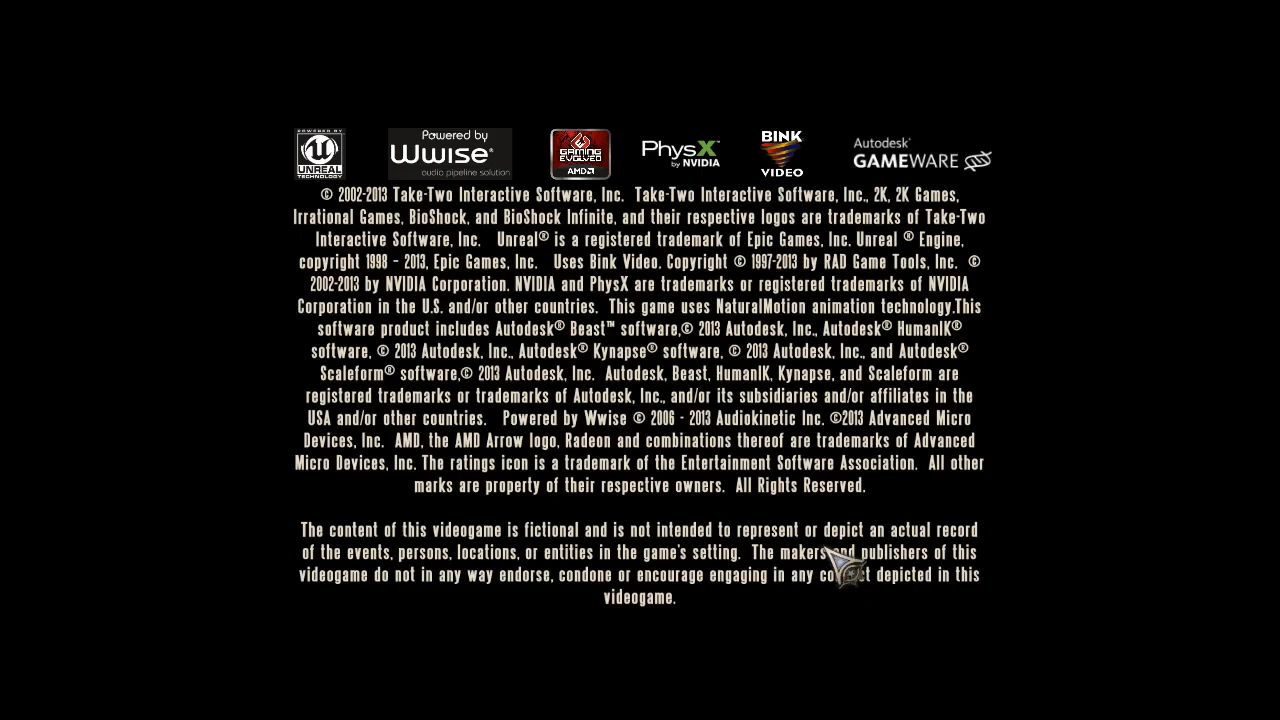 POWERED BY
UNREAL
TECHNOLOGY
Powered by
Wwise®
audio pipeline solution
GAMING
EVOLVED
AMD
PhysX
by NVIDIA
BINK
VIDEO
Autodesk®
GAMEWARE
© 2002-2013 Take-Two Interactive Software, Inc. Take-Two Interactive Software, Inc., 2K, 2K Games,
Irrational Games, BioShock, and BioShock Infinite, and their respective logos are trademarks of Take-Two
Interactive Software, Inc. Unreal® is a registered trademark of Epic Games, Inc. Unreal ® Engine,
copyright 1998 – 2013, Epic Games, Inc. Uses Bink Video. Copyright © 1997-2013 by RAD Game Tools, Inc. ©
2002-2013 by NVIDIA Corporation. NVIDIA and PhysX are trademarks or registered trademarks of NVIDIA
Corporation in the U.S. and/or other countries. This game uses NaturalMotion animation technology.This
software product includes Autodesk® Beast™ software,© 2013 Autodesk, Inc., Autodesk® HumanIK®
software, © 2013 Autodesk, Inc., Autodesk® Kynapse® software, © 2013 Autodesk, Inc., and Autodesk®
Scaleform® software,© 2013 Autodesk, Inc. Autodesk, Beast, HumanIK, Kynapse, and Scaleform are
registered trademarks or trademarks of Autodesk, Inc., and/or its subsidiaries and/or affiliates in the
USA and/or other countries. Powered by Wwise © 2006 - 2013 Audiokinetic Inc. ©2013 Advanced Micro
Devices, Inc. AMD, the AMD Arrow logo, Radeon and combinations thereof are trademarks of Advanced
Micro Devices, Inc. The ratings icon is a trademark of the Entertainment Software Association. All other
marks are property of their respective owners. All Rights Reserved.
The content of this videogame is fictional and is not intended to represent or depict an actual record
of the events, persons, locations, or entities in the game's setting. The makers and publishers of this
videogame do not in any way endorse, condone or encourage engaging in any depicted in this
videogame.